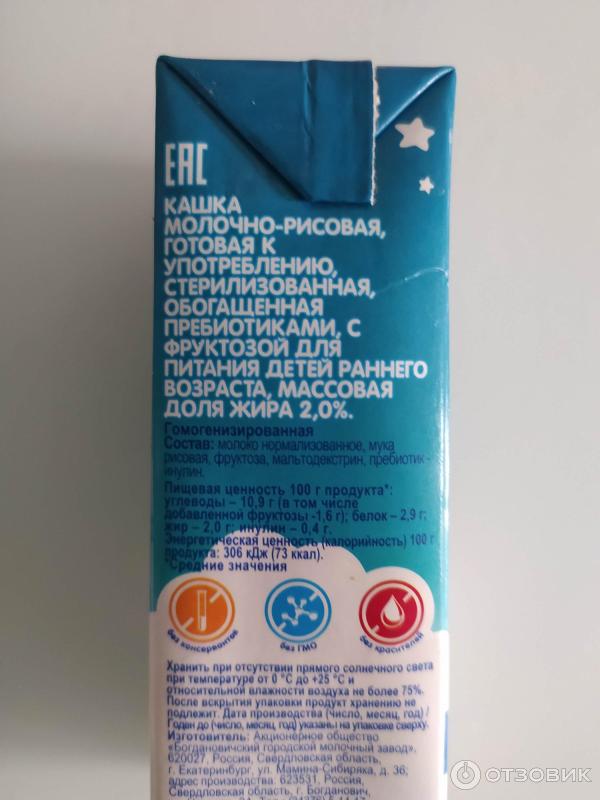 EAC
КАШКА
МОЛОЧНО-РИСОВАЯ,
ГОТОВАЯ К
УПОТРЕБЛЕНИЮ,
СТЕРИЛИЗОВАННАЯ,
ОБОГАЩЕННАЯ
ПРЕБИОТИКАМИ, С
ФРУКТОЗОЙ ДЛЯ
ПИТАНИЯ ДЕТЕЙ РАННЕГО
ВОЗРАСТА, МАССОВАЯ
ДОЛЯ ЖИРА 2,0%.
Гомогенизированная
Состав: молоко нормализованное, мука
рисовая, фруктоза, мальтодекстрин, пребиотик -
инулин.
Пищевая ценность 100 г продукта*:
углеводы – 10,9 г (в том числе
добавленной фруктозы -1,6 г); белок – 2,9 г;
жир – 2,0 г; инулин – 0,4 г.
Энергетическая ценность (калорийность) 100 г
продукта: 306 кДж (73 ккал).
*Средние значения
без консервантов
без ГМО
без красителей
Хранить при отсутствии прямого солнечного света
при температуре от 0 °С до +25 °С и
относительной влажности воздуха не более 75%.
После вскрытия упаковки продукт хранению не
подлежит. Дата производства (число, месяц, год) /
Годен до (число, месяц, год) указаны на упаковке сверху.
Изготовитель: Акционерное общество
«Богдановичский городской молочный завод»,
620027, Россия, Свердловская область,
г. Екатеринбург, ул. Мамина-Сибиряка, д. 36;
адрес производства: 623531, Россия,
Свердловская область, г. Богданович,
ОТЗОВИК